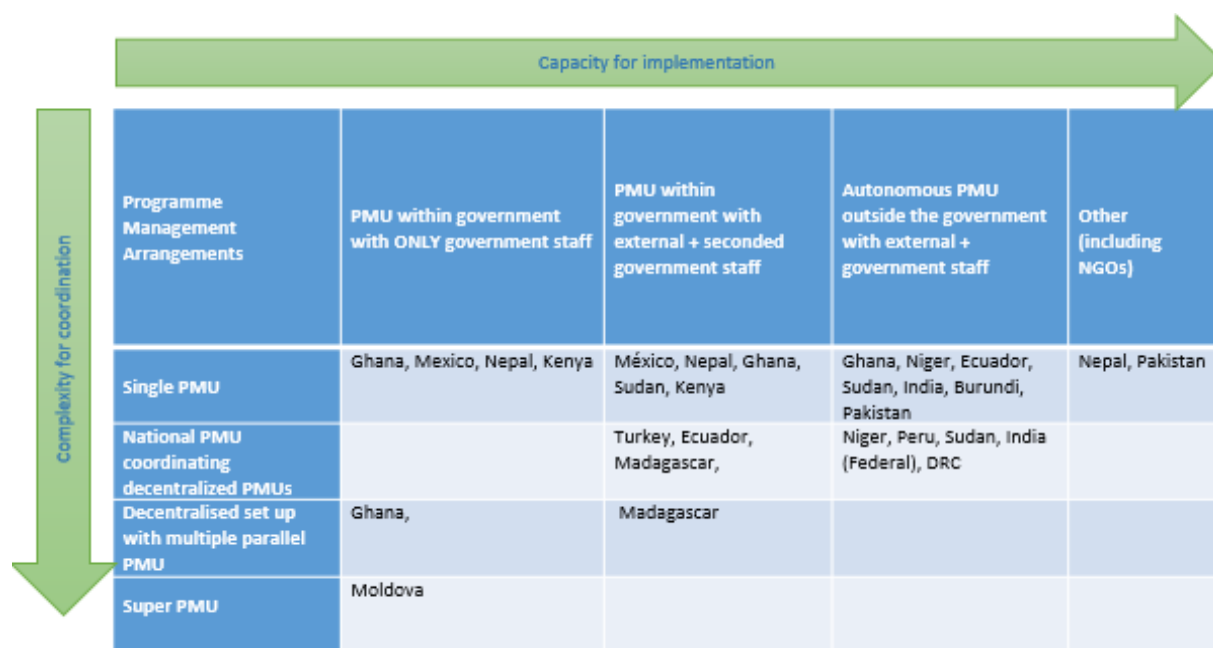 Capacity for implementation
Complexity for coordination
Programme
Management
Arrangements
PMU within government
with ONLY government staff
PMU within
government with
external + seconded
government staff
Autonomous PMU
outside the government
with external +
government staff
Other
(including
NGOs)
Single PMU
Ghana, Mexico, Nepal, Kenya
México, Nepal, Ghana,
Sudan, Kenya
Ghana, Niger, Ecuador,
Sudan, India, Burundi,
Pakistan
Nepal, Pakistan
National PMU
coordinating
decentralized PMUs
Turkey, Ecuador,
Madagascar,
Niger, Peru, Sudan, India
(Federal), DRC
Decentralised set up
with multiple parallel
PMU
Ghana,
Madagascar
Super PMU
Moldova